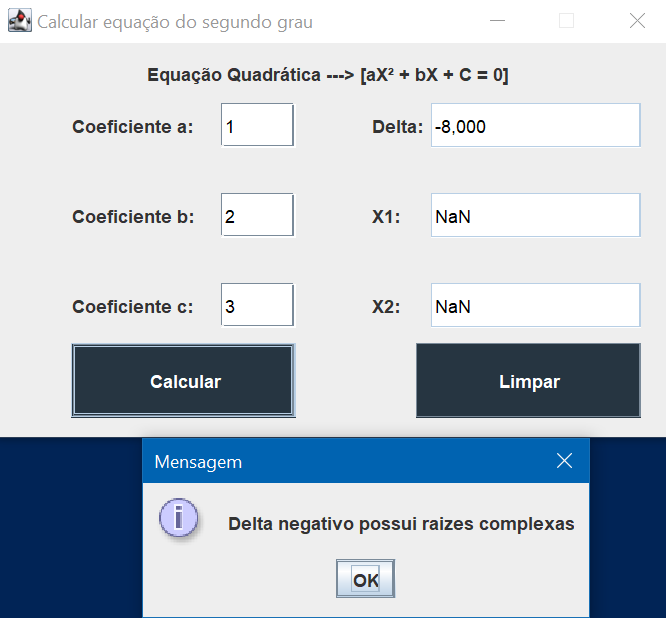 Calcular equação do segundo grau
Equação Quadrática ---> [aX² + bX + C = 0]
Coeficiente a: 1 Delta: -8,000
Coeficiente b: 2 X1: NaN
Coeficiente c: 3 X2: NaN
Calcular Limpar
Mensagem
i Delta negativo possui raizes complexas
OK